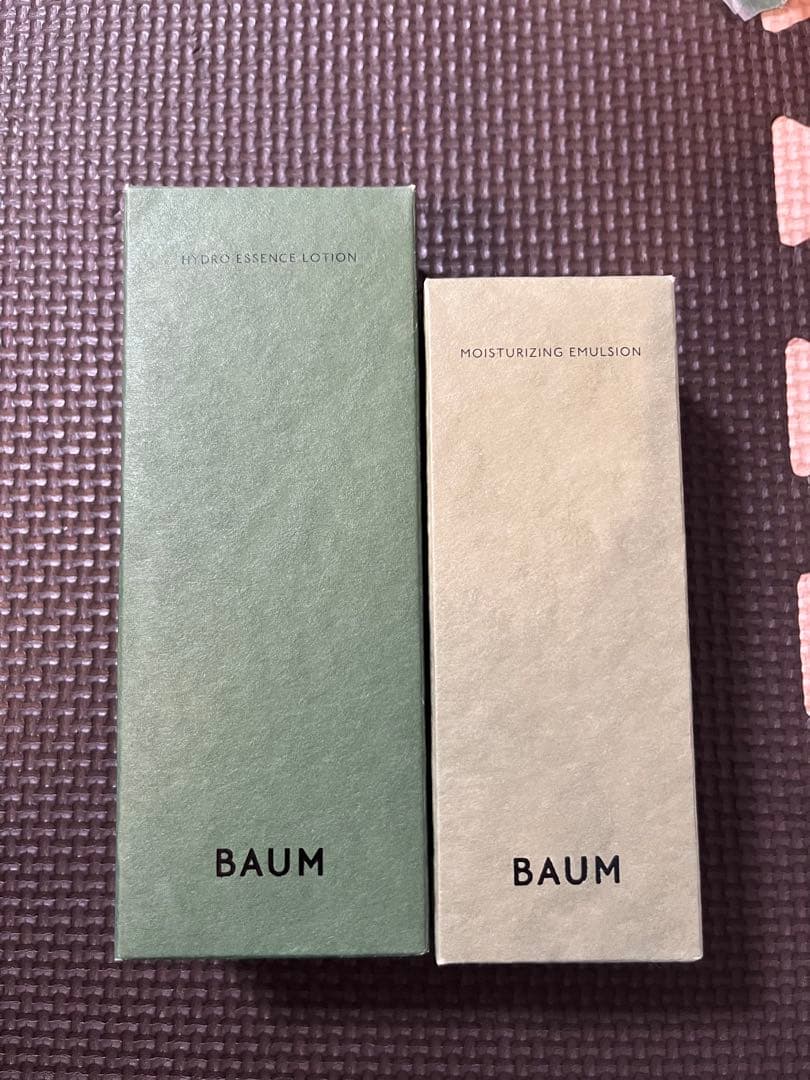 HYDRO ESSENCE LOTION
BAUM
MOISTURIZING EMULSION
BAUM